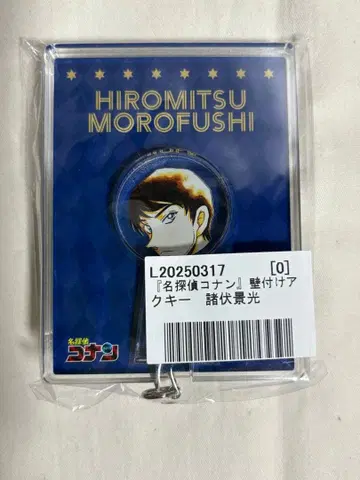 HIROMITSU
MOROFUSHI
L20250317 [0]
『名探偵コナン』壁付けア
クキー 諸伏景光
名探偵
コナン